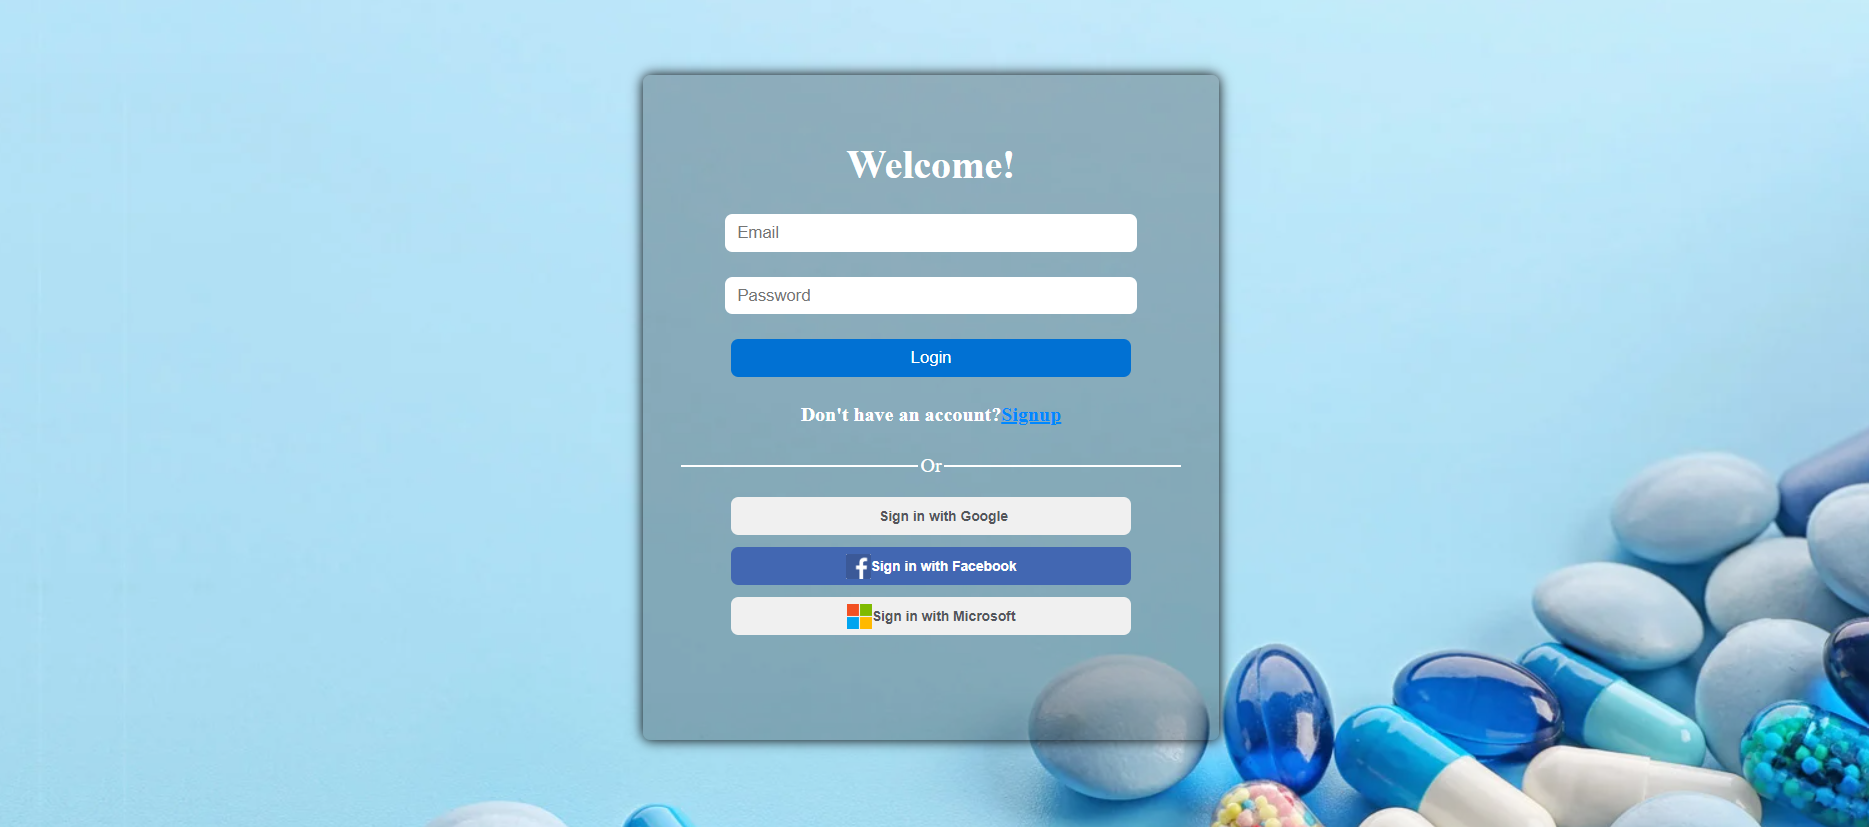 Welcome!
Email
Password
Login
Don't have an account?Signup
Or
Sign in with Google
Sign in with Facebook
Sign in with Microsoft